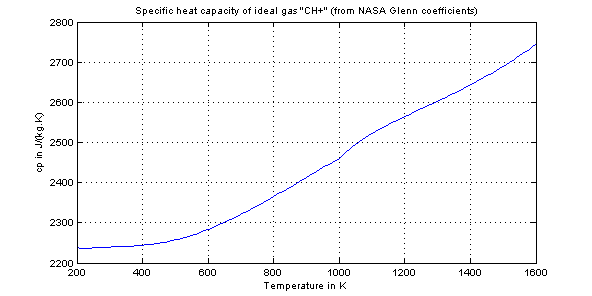 Specific heat capacity of ideal gas "CH+" (from NASA Glenn coefficients)
2800
2700
2600
2500
2400
2300
2200
cp in J/(kg.K)
200 400 600 800 1000 1200 1400 1600
Temperature in K